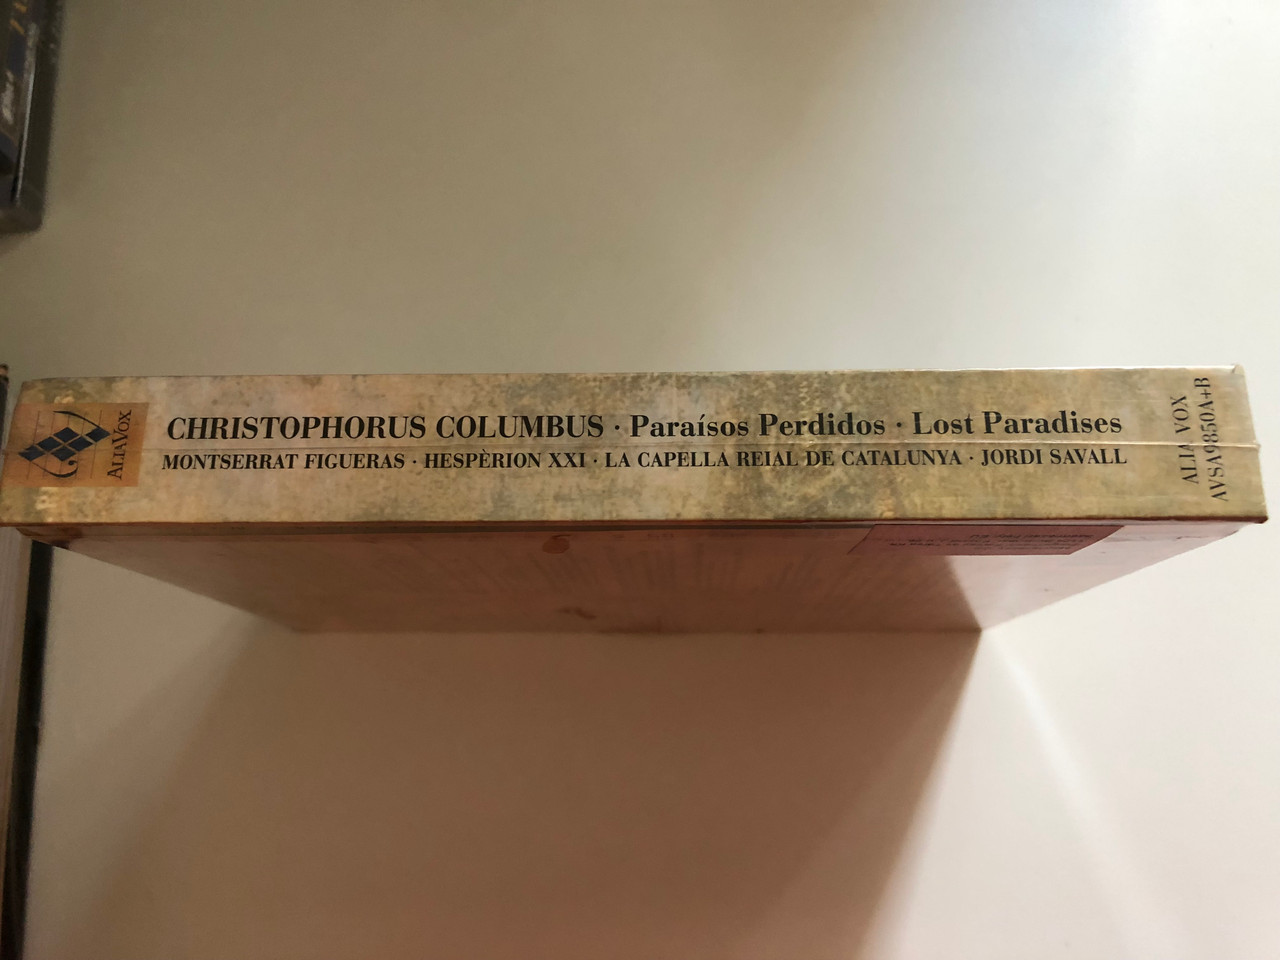 ALIAVOX
CHRISTOPHORUS COLUMBUS · Paraísos Perdidos · Lost Paradises
MONTSERRAT FIGUERAS · HESPÈRION XXI · LA CAPELLA REIAL DE CATALUNYA · JORDI SAVALL
ALIA VOX
AVSA9850A+B